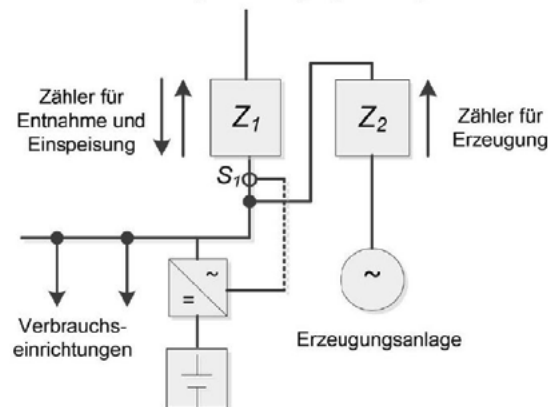 Zähler für
Entnahme und
Einspeisung
Z1
Z2
Zähler für
Erzeugung
S1
~
=
~
Verbrauchs-
einrichtungen
Erzeugungsanlage